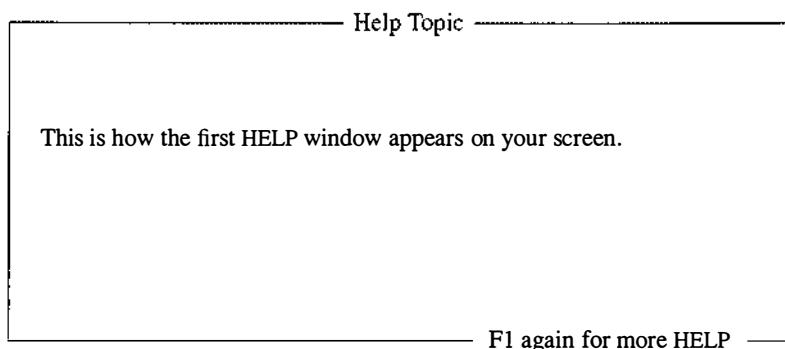 Help Topic
This is how the first HELP window appears on your screen.
F1 again for more HELP